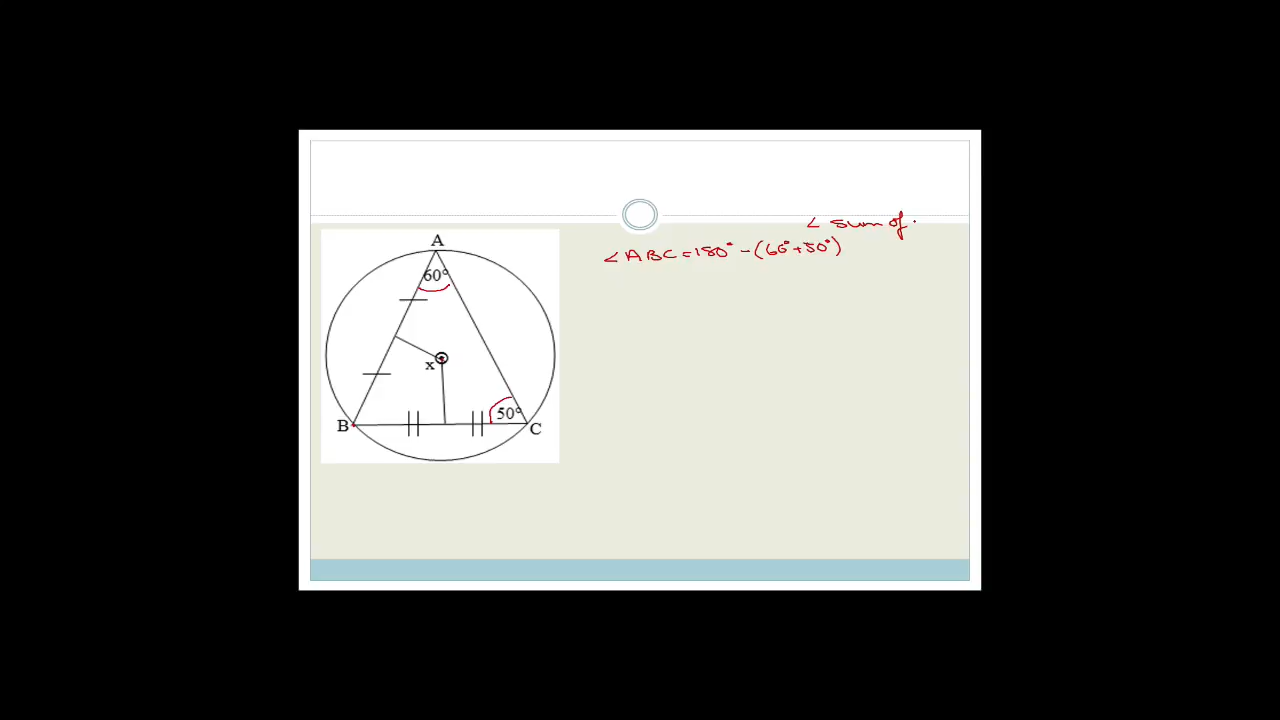 ∠ sum of
∠ABC = 180° - (60° + 50°)
A
60°
x
50°
B
C